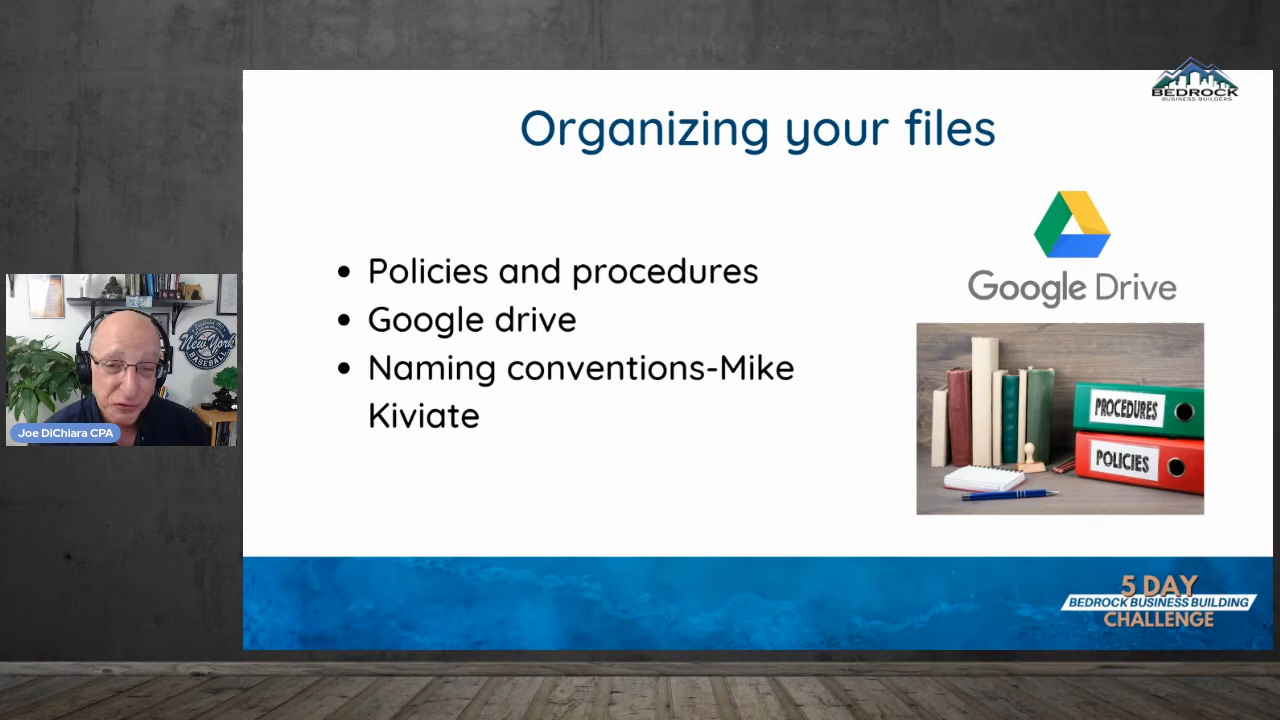 BEDROCK
BUSINESS BUILDERS
Organizing your files
Google Drive
• Policies and procedures
• Google drive
• Naming conventions-Mike
Kiviate
PROCEDURES
POLICIES
New York
BASEBALL
Joe DiChiara CPA
5 DAY
BEDROCK BUSINESS BUILDING
CHALLENGE